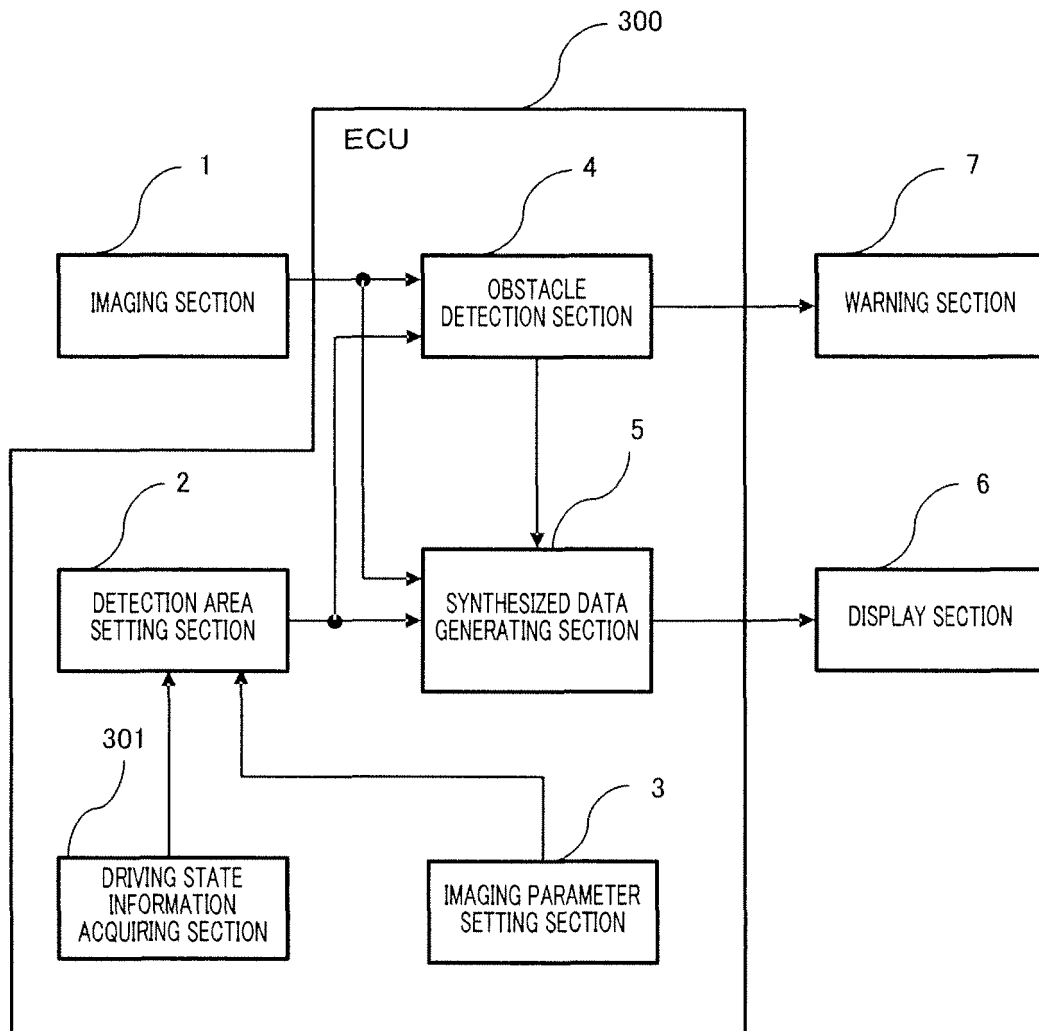 300
ECU
1
4
7
IMAGING SECTION
OBSTACLE
DETECTION SECTION
WARNING SECTION
2
5
6
DETECTION AREA
SETTING SECTION
SYNTHESIZED DATA
GENERATING SECTION
DISPLAY SECTION
301
3
DRIVING STATE
INFORMATION
ACQUIRING SECTION
IMAGING PARAMETER
SETTING SECTION